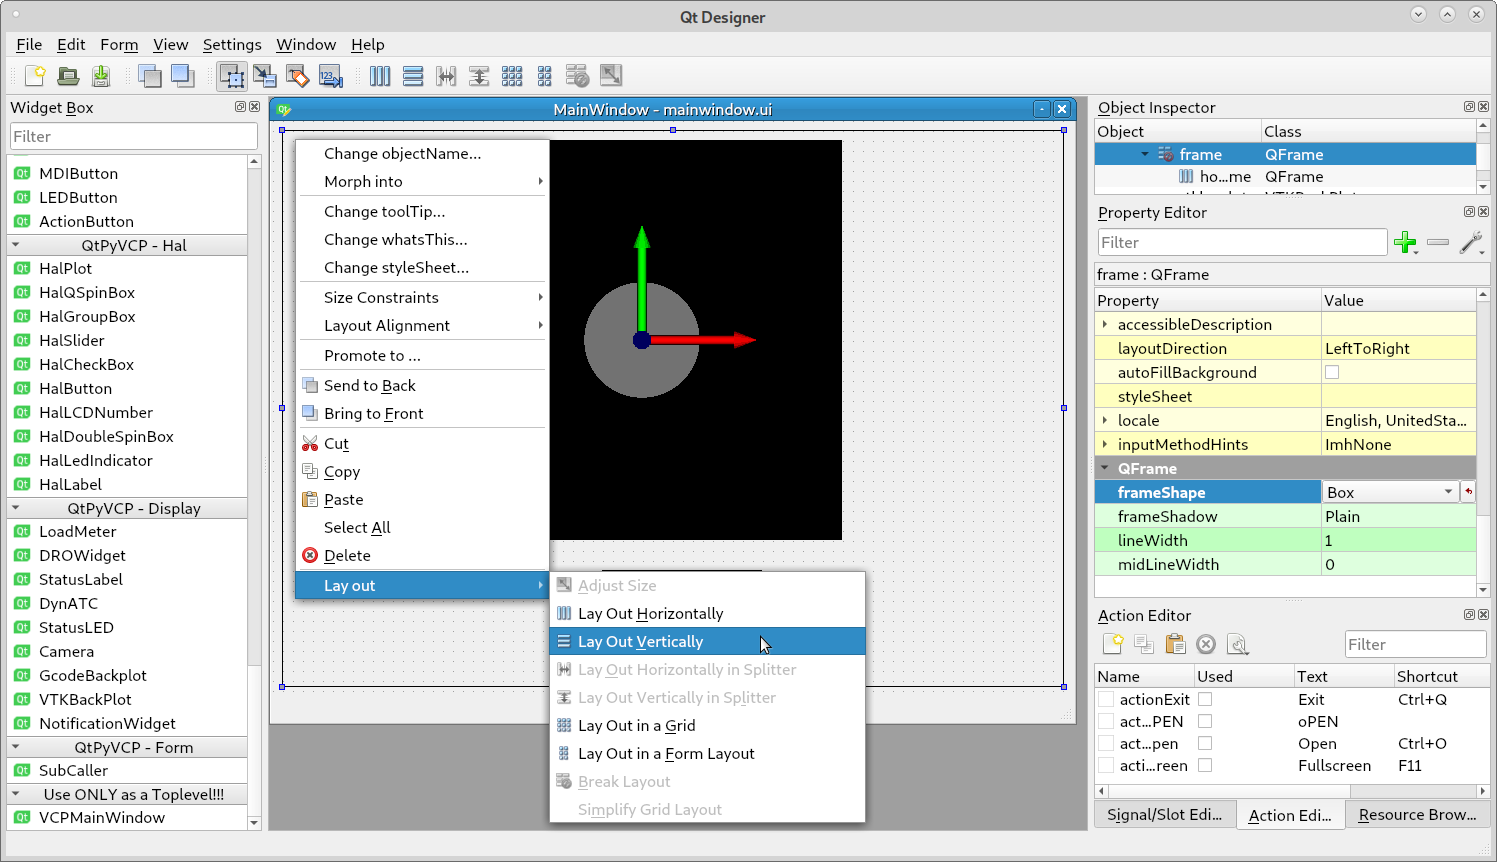 Qt Designer
File Edit Form View Settings Window Help
Widget Box
Filter
MDIButton
LEDButton
ActionButton
QtPyVCP - Hal
HalPlot
HalQSpinBox
HalGroupBox
HalSlider
HalCheckBox
HalButton
HalLCDNumber
HalDoubleSpinBox
HalLedIndicator
HalLabel
QtPyVCP - Display
LoadMeter
DROWidget
StatusLabel
DynATC
StatusLED
Camera
GcodeBackplot
VTKBackPlot
NotificationWidget
QtPyVCP - Form
SubCaller
Use ONLY as a Toplevel!!!
VCPMainWindow
MainWindow - mainwindow.ui
Change objectName...
Morph into
Change toolTip...
Change whatsThis...
Change styleSheet...
Size Constraints
Layout Alignment
Promote to ...
Send to Back
Bring to Front
Cut
Copy
Paste
Select All
Delete
Lay out
Adjust Size
Lay Out Horizontally
Lay Out Vertically
Lay Out Horizontally in Splitter
Lay Out Vertically in Splitter
Lay Out in a Grid
Lay Out in a Form Layout
Break Layout
Simplify Grid Layout
Object Inspector
Object Class
frame QFrame
ho...me QFrame
Property Editor
Filter
frame : QFrame
Property Value
accessibleDescription
layoutDirection LeftToRight
autoFillBackground
styleSheet
locale English, UnitedSta...
inputMethodHints ImhNone
QFrame
frameShape Box
frameShadow Plain
lineWidth 1
midLineWidth 0
Action Editor
Filter
Name Used Text Shortcut
actionExit Exit Ctrl+Q
act...PEN oPEN
act...pen Open Ctrl+O
acti...reen Fullscreen F11
Signal/Slot Edi... Action Edi... Resource Brow...